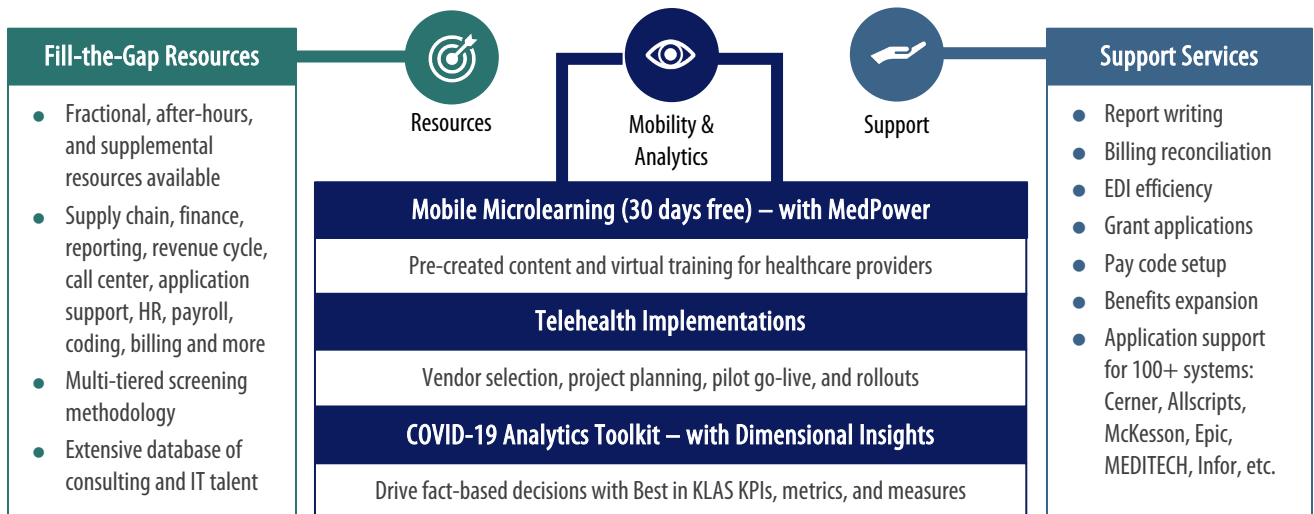 Fill-the-Gap Resources
Fractional, after-hours,
and supplemental
resources available
Supply chain, finance,
reporting, revenue cycle,
call center, application
support, HR, payroll,
coding, billing and more
Multi-tiered screening
methodology
Extensive database of
consulting and IT talent
Resources
Mobility &
Analytics
Support
Mobile Microlearning (30 days free) – with MedPower
Pre-created content and virtual training for healthcare providers
Telehealth Implementations
Vendor selection, project planning, pilot go-live, and rollouts
COVID-19 Analytics Toolkit – with Dimensional Insights
Drive fact-based decisions with Best in KLAS KPIs, metrics, and measures
Support Services
Report writing
Billing reconciliation
EDI efficiency
Grant applications
Pay code setup
Benefits expansion
Application support
for 100+ systems:
Cerner, Allscripts,
McKesson, Epic,
MEDITECH, Infor, etc.